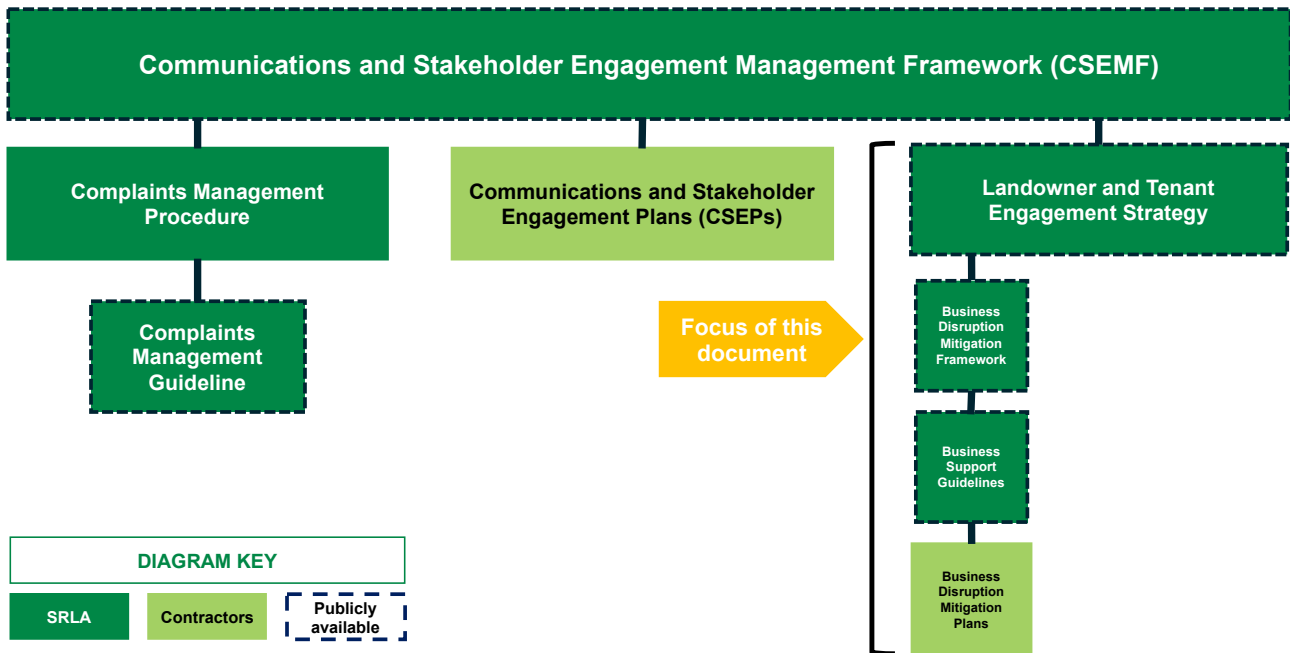 Communications and Stakeholder Engagement Management Framework (CSEMF)
Complaints Management
Procedure
Communications and Stakeholder
Engagement Plans (CSEPs)
Landowner and Tenant
Engagement Strategy
Complaints
Management
Guideline
Focus of this
document
Business
Disruption
Mitigation
Framework
Business
Support
Guidelines
Business
Disruption
Mitigation
Plans
DIAGRAM KEY
SRLA
Contractors
Publicly
available